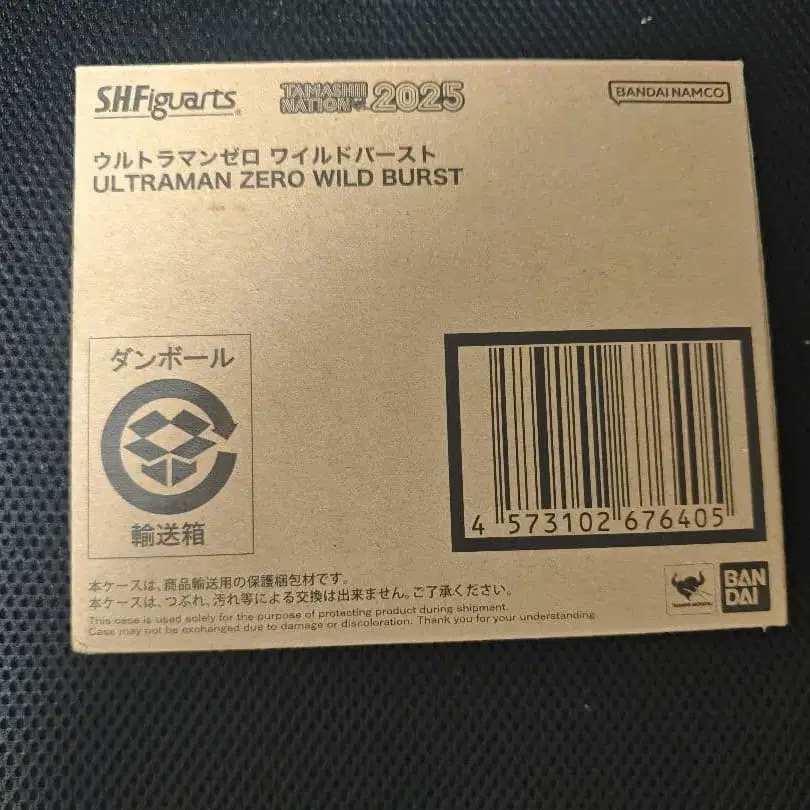 S.H.Figuarts
TAMASHII NATION 2025
BANDAI NAMCO
ウルトラマンゼロ ワイルドバースト
ULTRAMAN ZERO WILD BURST
ダンボール
輸送箱
4 573102 676405
本ケースは、商品輸送用の保護梱包材です。
本ケースは、つぶれ、汚れ等による交換は出来ません。ご了承ください。
This case is used solely for the purpose of protecting product during shipment.
Case may not be exchanged due to damage or discoloration. Thank you for your understanding.
BAN
DAI